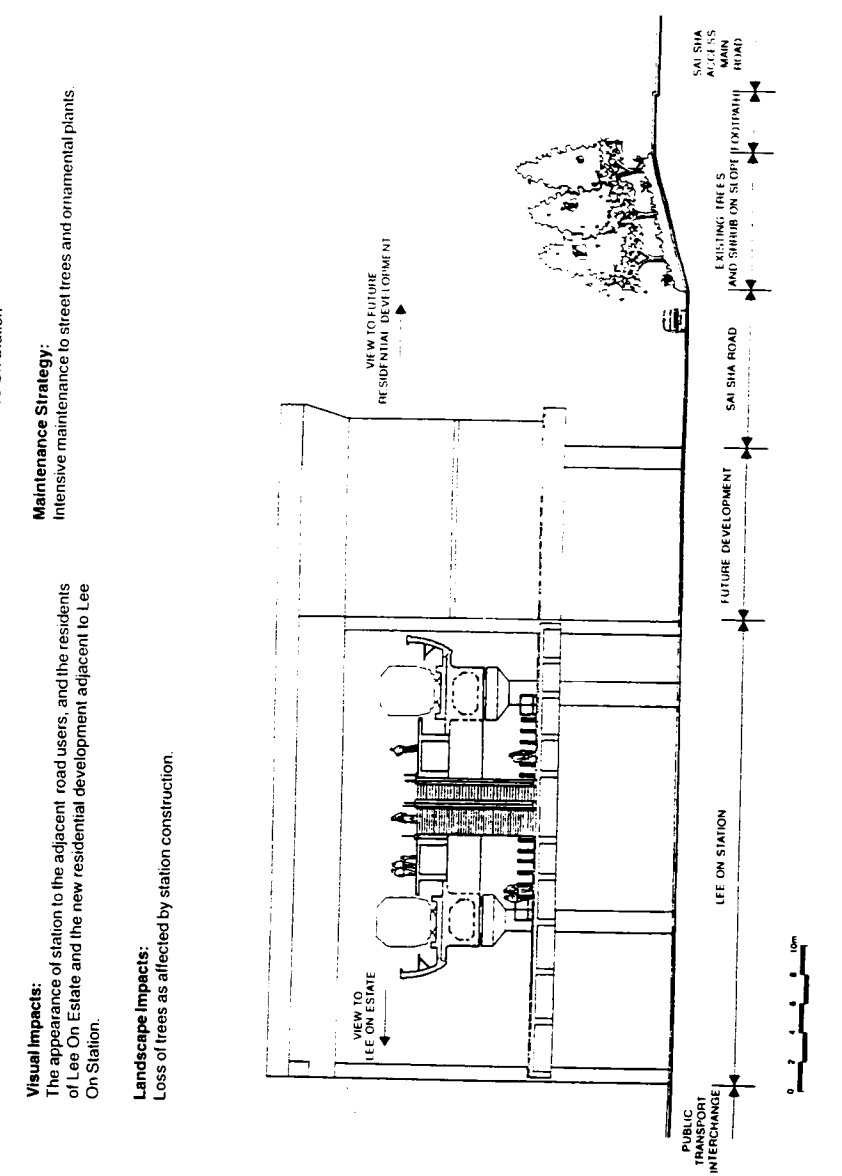 Visual Impacts:
The appearance of station to the adjacent road users, and the residents
of Lee On Estate and the new residential development adjacent to Lee
On Station.
Landscape Impacts:
Loss of trees as affected by station construction.
Maintenance Strategy:
Intensive maintenance to street trees and ornamental plants.
VIEW TO
LEE ON ESTATE
VIEW TO FUTURE
RESIDENTIAL DEVELOPMENT
PUBLIC
TRANSPORT
INTERCHANGE
LEE ON STATION
FUTURE DEVELOPMENT
SAI SHA ROAD
EXISTING TREES
AND SHRUB ON SLOPE
FOOTPATH
SAI SHA
ACCESS
MAIN
ROAD
0 2 4 6 8 10m